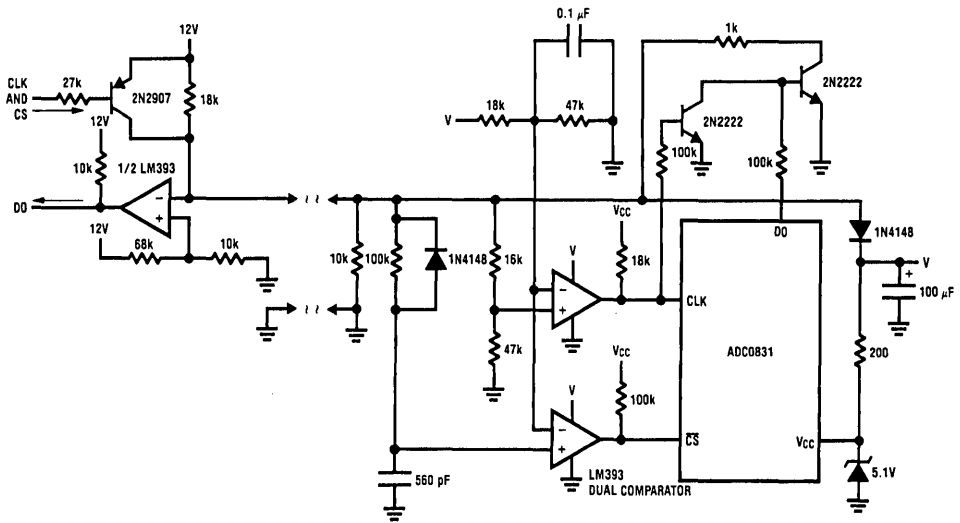 0.1 μF
1k
12V
CLK
AND
CS
27k
2N2907
18k
2N2222
12V
V
18k
47k
2N2222
10k
1/2 LM393
100k
100k
DO
12V
VCC
DO
1N4148
68k
10k
10k
100k
1N4148
16k
V
18k
V
100 μF
CLK
47k
VCC
ADC0831
200
V
100k
CS
VCC
560 pF
LM393
DUAL COMPARATOR
5.1V